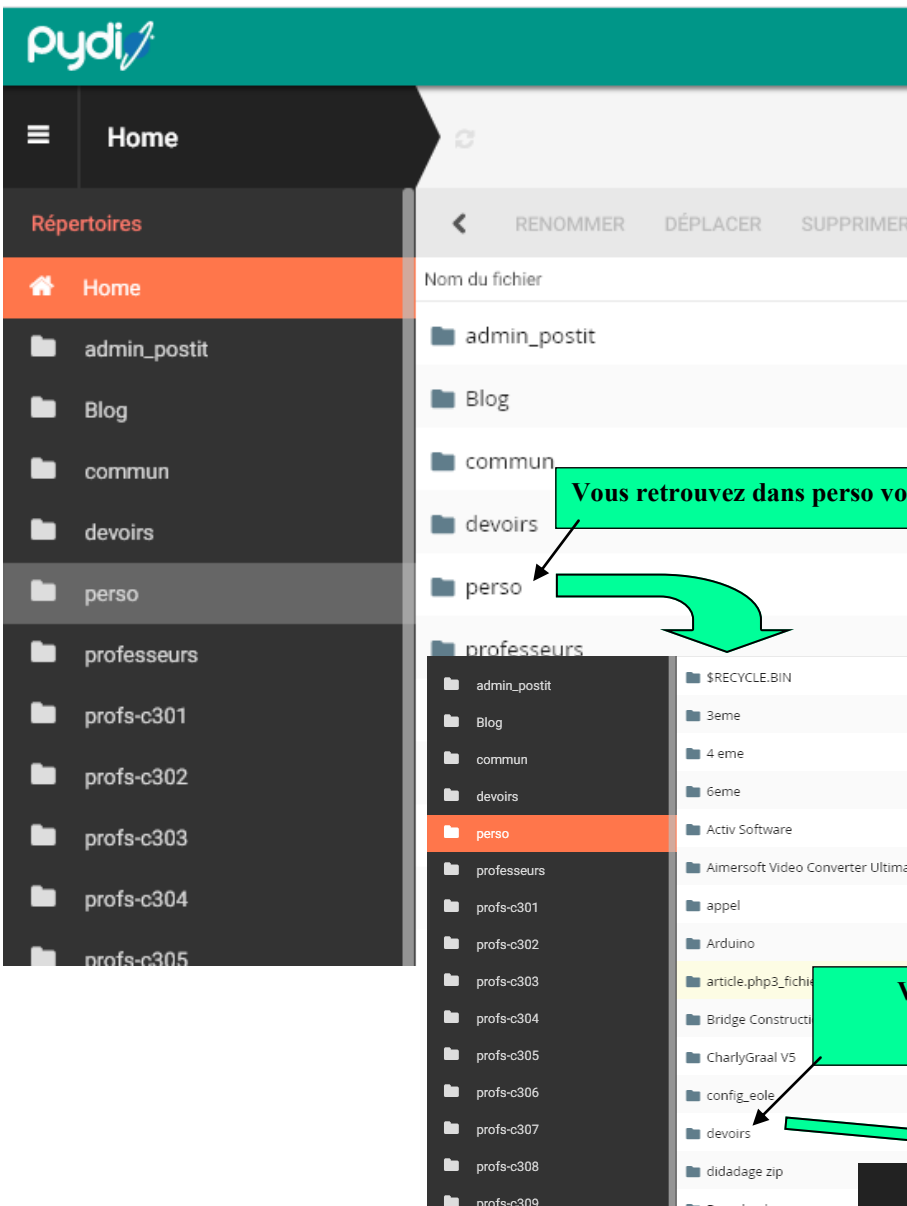 pydio
Home
Répertoires
Home
admin_postit
Blog
commun
devoirs
perso
professeurs
profs-c301
profs-c302
profs-c303
profs-c304
profs-c305
RENOMMER DÉPLACER SUPPRIMER
Nom du fichier
admin_postit
Blog
commun
Vous retrouvez dans perso vo
devoirs
perso
professeurs
admin_postit
Blog
commun
devoirs
perso
professeurs
profs-c301
profs-c302
profs-c303
profs-c304
profs-c305
profs-c306
profs-c307
profs-c308
profs-c309
$RECYCLE.BIN
3eme
4 eme
6eme
Activ Software
Aimersoft Video Converter Ultima
appel
Arduino
article.php3_fichie
V
Bridge Constructi
CharlyGraal V5
config_eole
devoirs
didadage zip